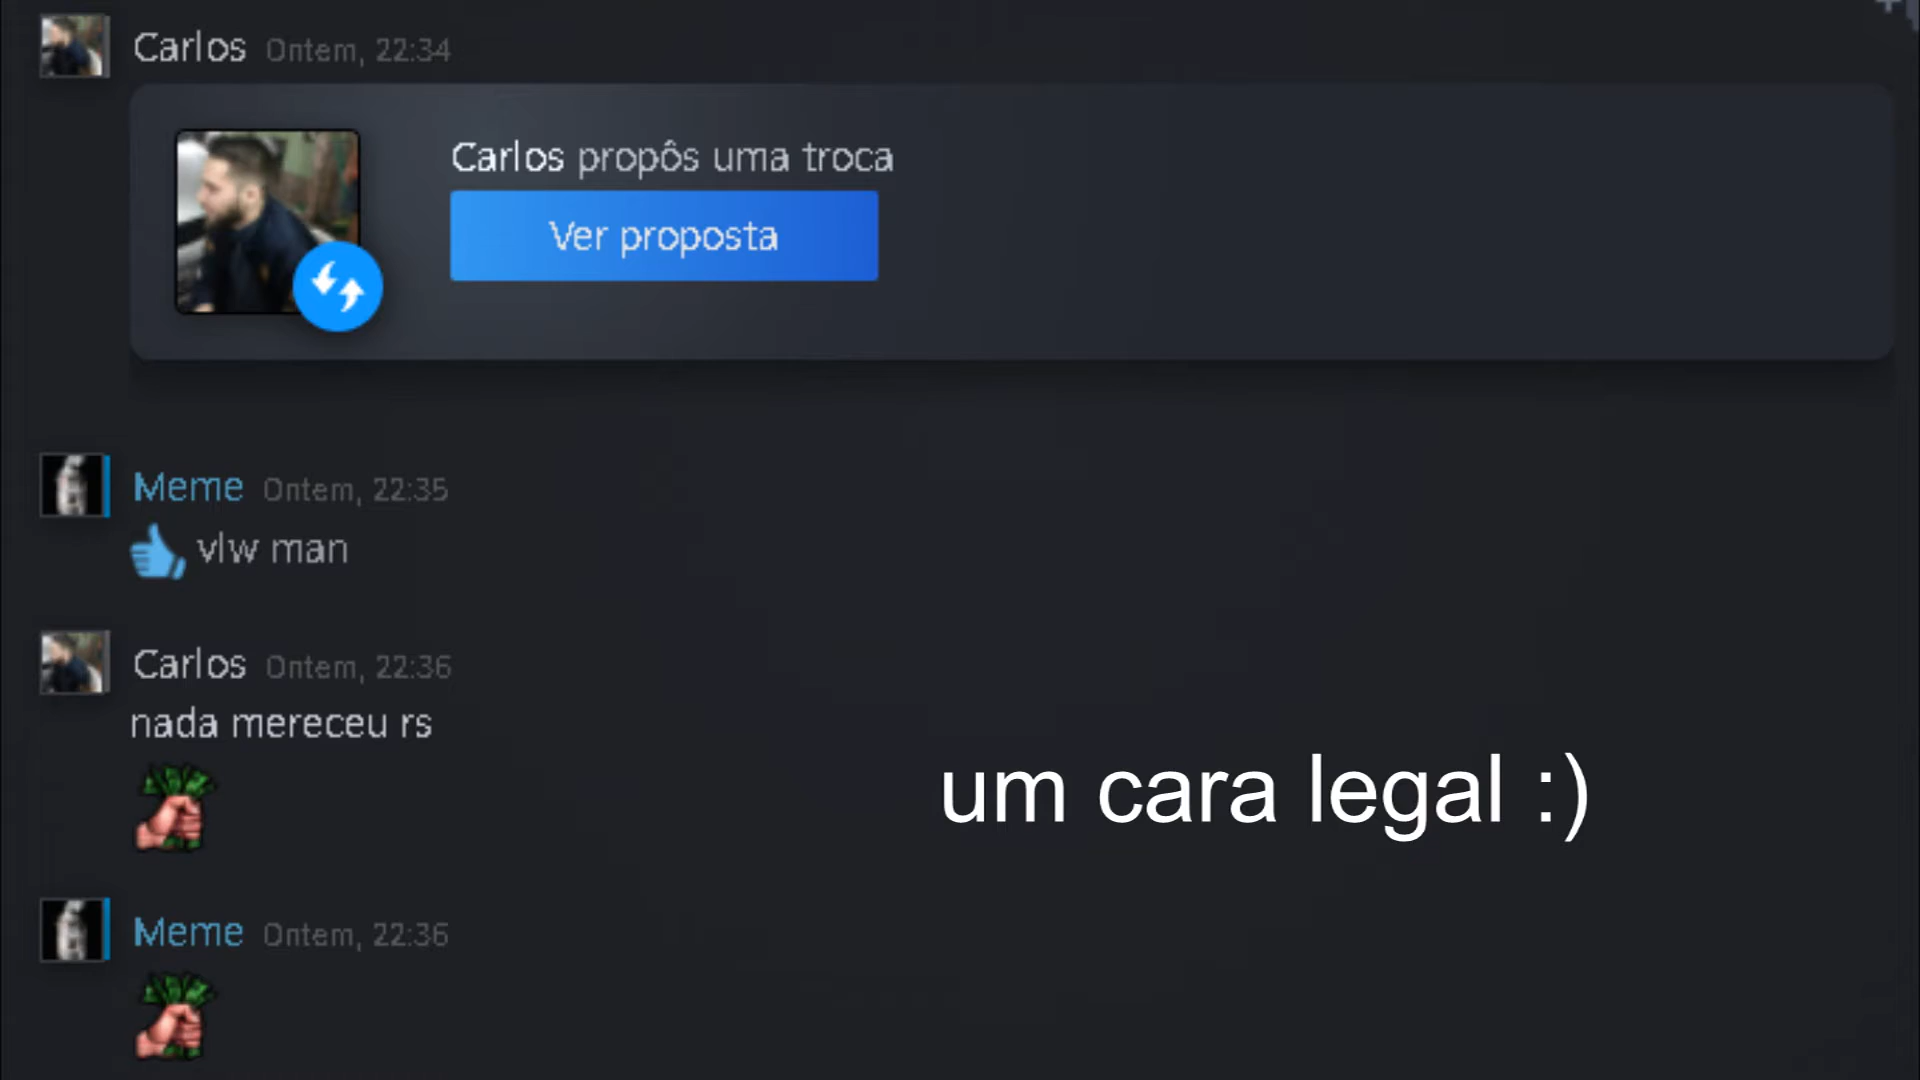 Carlos Ontem, 22:34
Carlos propôs uma troca
Ver proposta
Meme Ontem, 22:35
vlw man
Carlos Ontem, 22:36
nada mereceu rs
um cara legal :)
Meme Ontem, 22:36